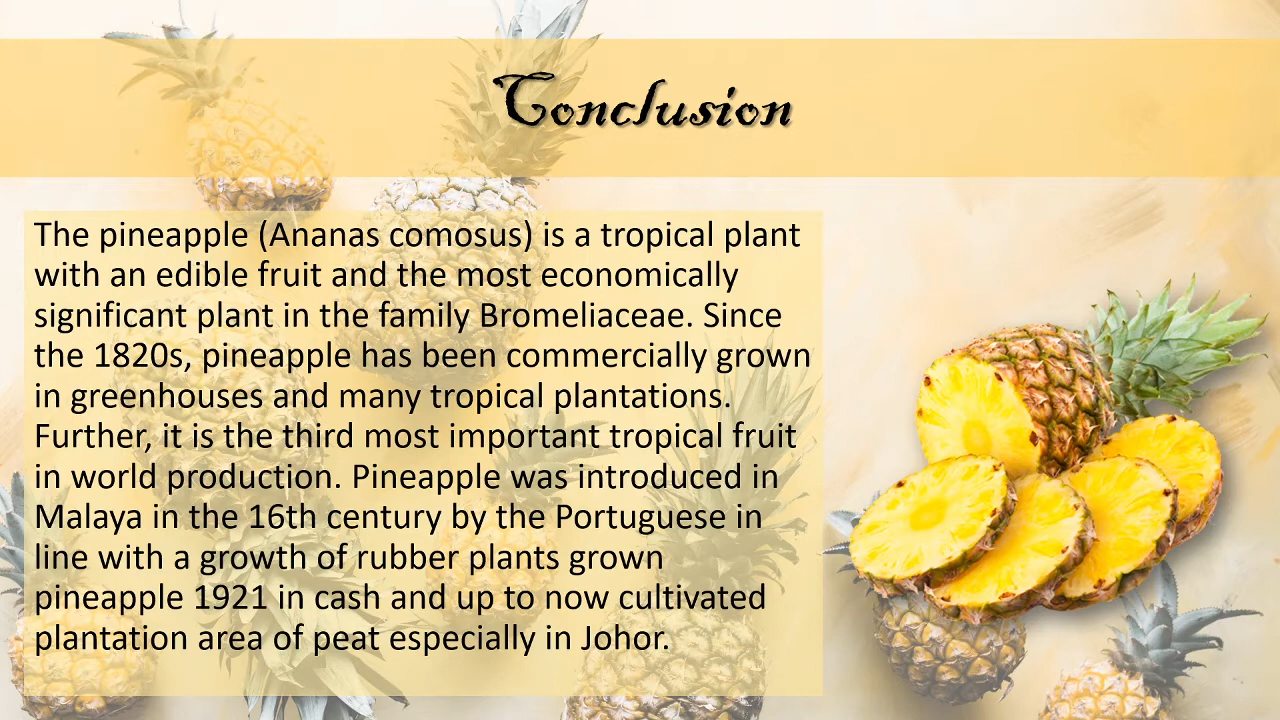 Conclusion
The pineapple (Ananas comosus) is a tropical plant
with an edible fruit and the most economically
significant plant in the family Bromeliaceae. Since
the 1820s, pineapple has been commercially grown
in greenhouses and many tropical plantations.
Further, it is the third most important tropical fruit
in world production. Pineapple was introduced in
Malaya in the 16th century by the Portuguese in
line with a growth of rubber plants grown
pineapple 1921 in cash and up to now cultivated
plantation area of peat especially in Johor.